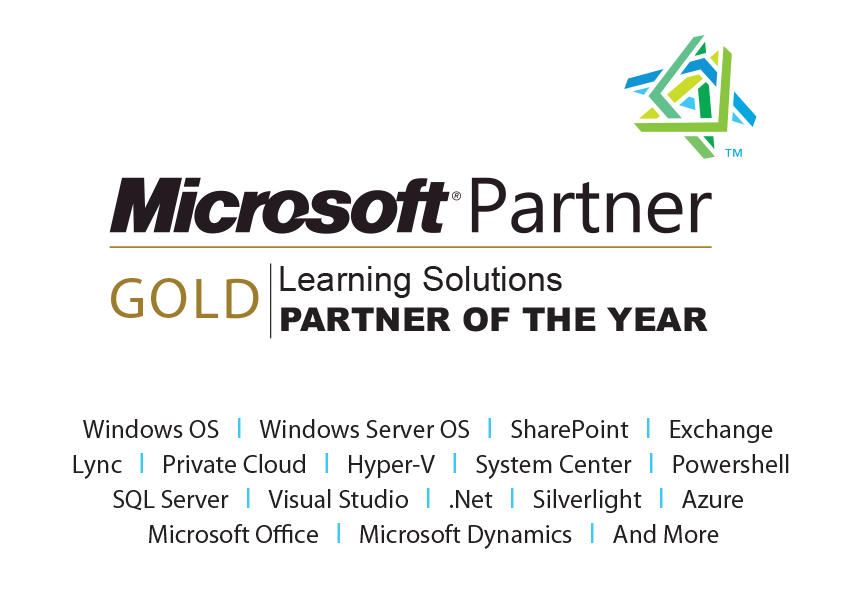 TM
Microsoft® Partner
GOLD | Learning Solutions
PARTNER OF THE YEAR
Windows OS | Windows Server OS | SharePoint | Exchange
Lync | Private Cloud | Hyper-V | System Center | Powershell
SQL Server | Visual Studio | .Net | Silverlight | Azure
Microsoft Office | Microsoft Dynamics | And More